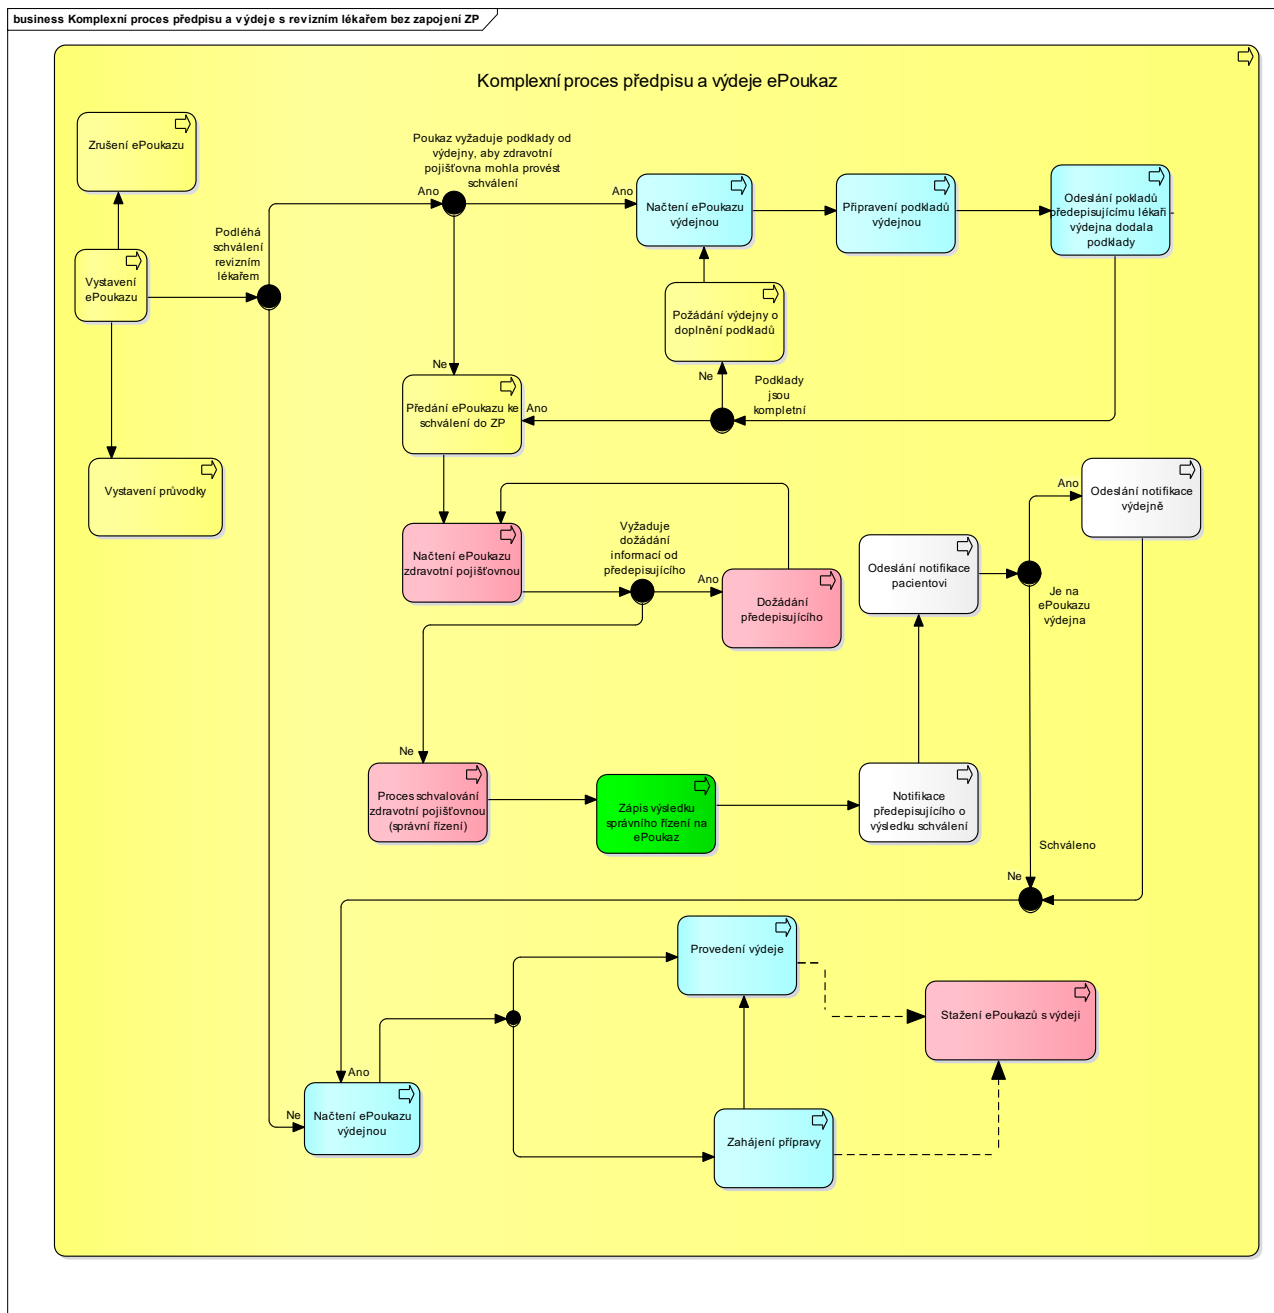 business Komplexní proces předpisu a výdeje s revizním lékařem bez zapojení ZP
Komplexní proces předpisu a výdeje ePoukaz
Zrušení ePoukazu
Poukaz vyžaduje podklady od
výdejny, aby zdravotní
pojišťovna mohla provést
schválení
Ano
Ano
Načtení ePoukazu
výdejnou
Připravení podkladů
výdejnou
Odeslání pokladů
předepisujícímu lékaři -
výdejna dodala
podklady
Podléhá
schválení
revizním
lékařem
Vystavení
ePoukazu
Požádání výdejny o
doplnění podkladů
Ne
Ne
Podklady
jsou
kompletní
Předání ePoukazu ke
schválení do ZP
Ano
Vystavení průvodky
Ano
Odeslání notifikace
výdejně
Načtení ePoukazu
zdravotní pojišťovnou
Vyžaduje
dožádání
informací od
předepisujícího
Ano
Dožádání
předepisujícího
Odeslání notifikace
pacientovi
Je na
ePoukazu
výdejna
Ne
Proces schvalování
zdravotní pojišťovnou
(správní řízení)
Zápis výsledku
správního řízení na
ePoukaz
Notifikace
předepisujícího o
výsledku schválení
Schváleno
Ne
Provedení výdeje
Stažení ePoukazů s výdeji
Ano
Ne
Načtení ePoukazu
výdejnou
Zahájení přípravy